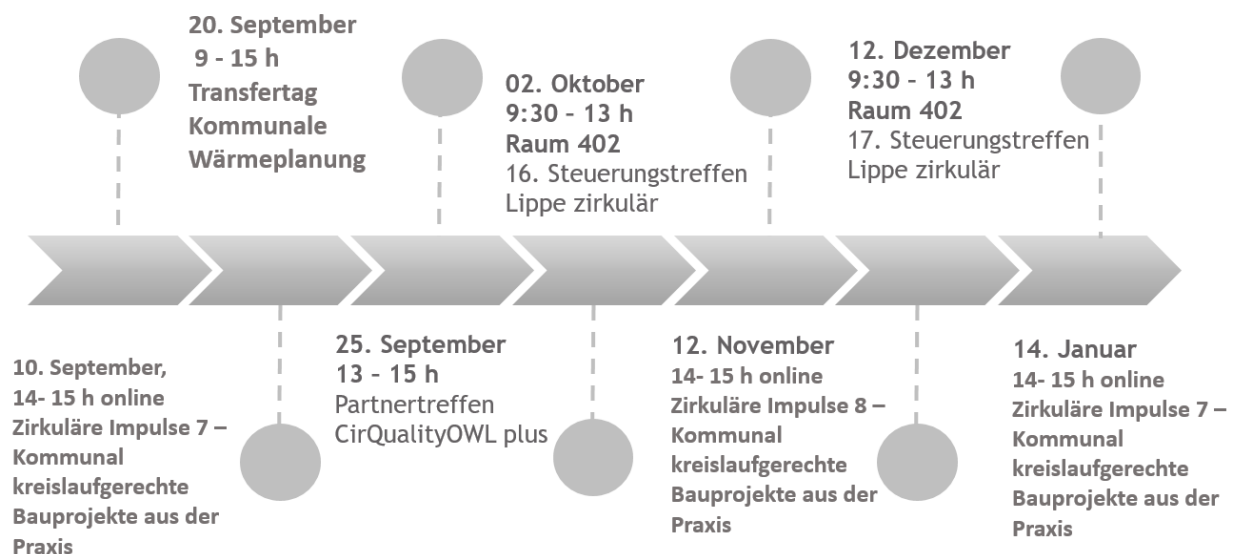 10. September,
14- 15 h online
Zirkuläre Impulse 7 –
Kommunal
kreislaufgerechte
Bauprojekte aus der
Praxis
20. September
9 - 15 h
Transfertag
Kommunale
Wärmeplanung
25. September
13 – 15 h
Partnertreffen
CirQualityOWL plus
02. Oktober
9:30 – 13 h
Raum 402
16. Steuerungstreffen
Lippe zirkulär
12. November
14- 15 h online
Zirkuläre Impulse 8 –
Kommunal
kreislaufgerechte
Bauprojekte aus der
Praxis
12. Dezember
9:30 – 13 h
Raum 402
17. Steuerungstreffen
Lippe zirkulär
14. Januar
14- 15 h online
Zirkuläre Impulse 7 –
Kommunal
kreislaufgerechte
Bauprojekte aus der
Praxis